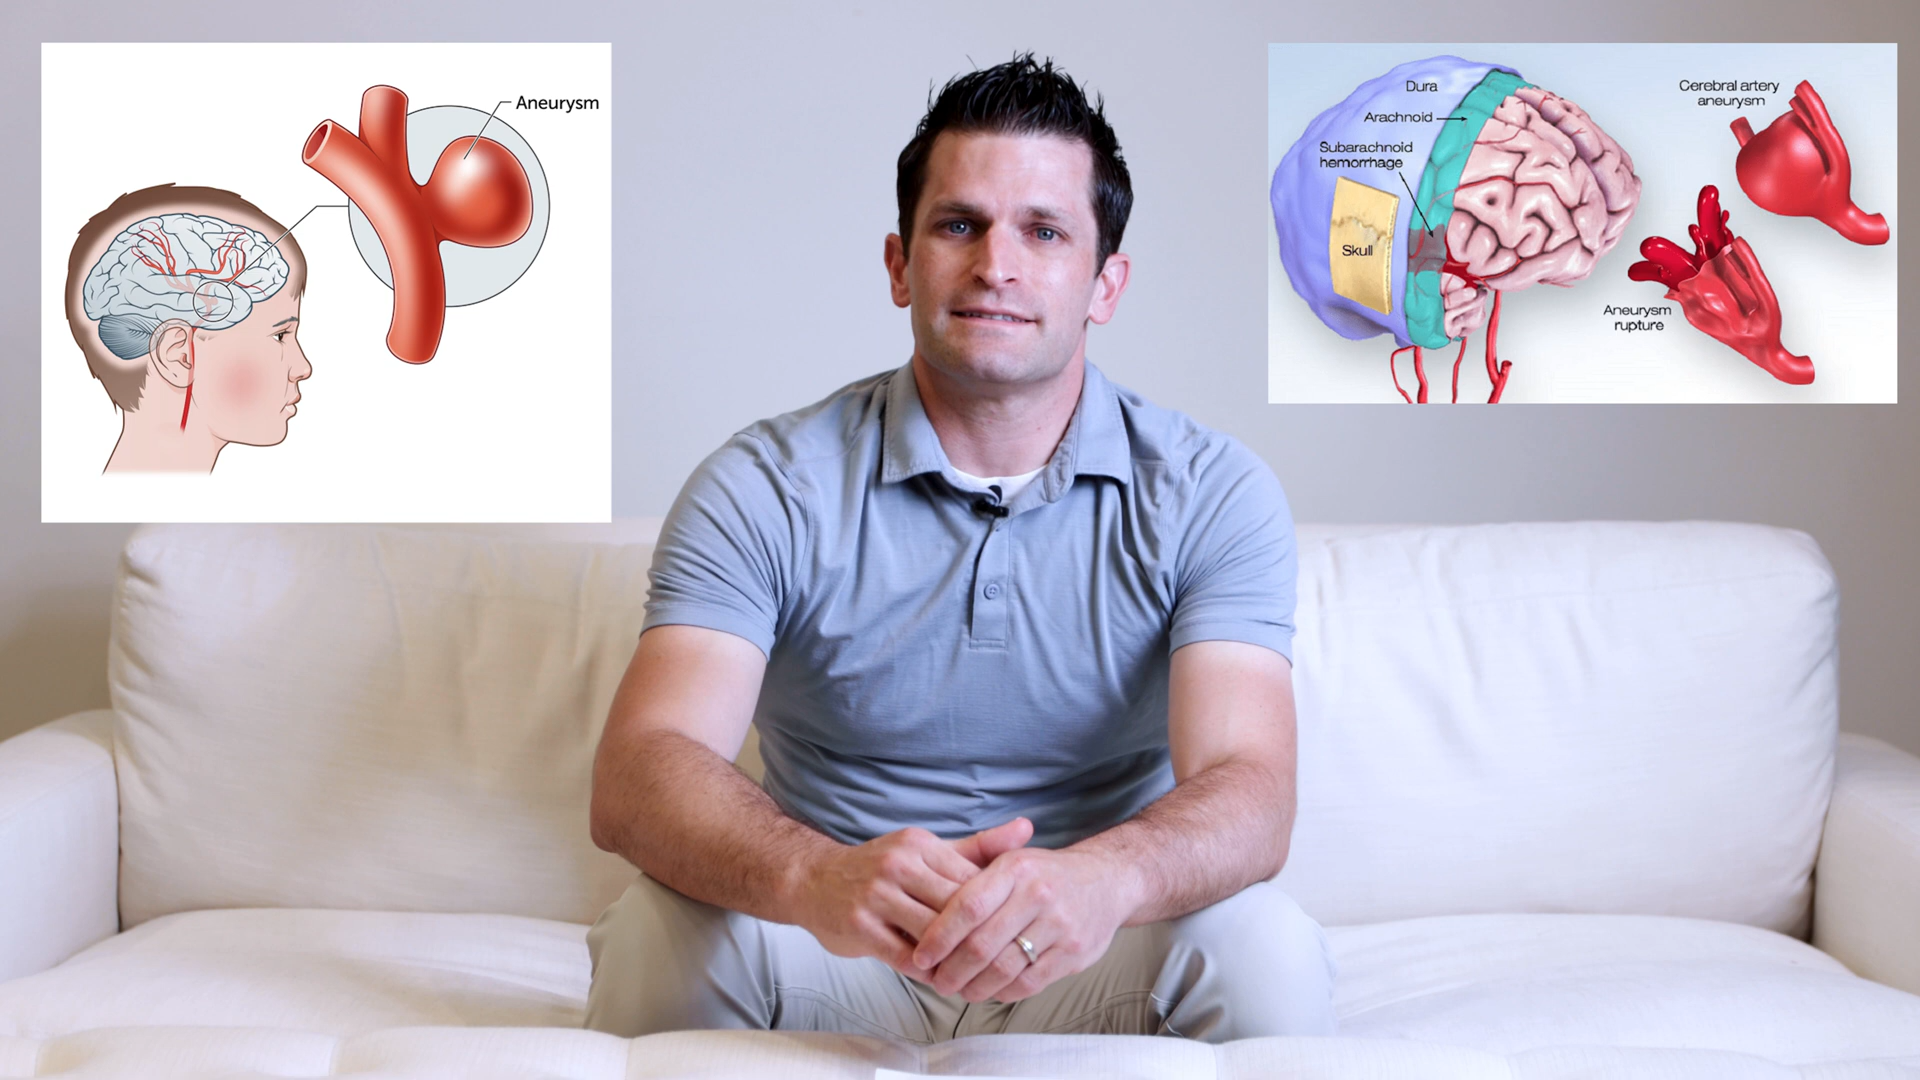 Aneurysm
Dura
Arachnoid
Subarachnoid
hemorrhage
Skull
Cerebral artery
aneurysm
Aneurysm
rupture